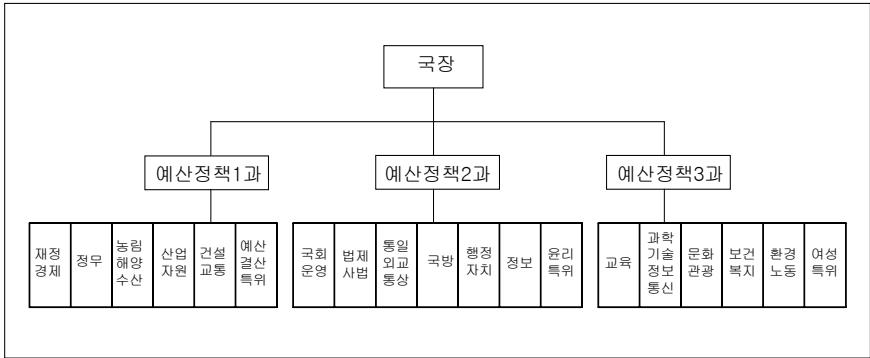 국장
예산정책1과
예산정책2과
예산정책3과
재정
경제
정무
농림
해양
수산
산업
자원
건설
교통
예산
결산
특위
국회
운영
법제
사법
통일
외교
통상
국방
행정
자치
정보
윤리
특위
교육
과학
기술
정보
통신
문화
관광
보건
복지
환경
노동
여성
특위